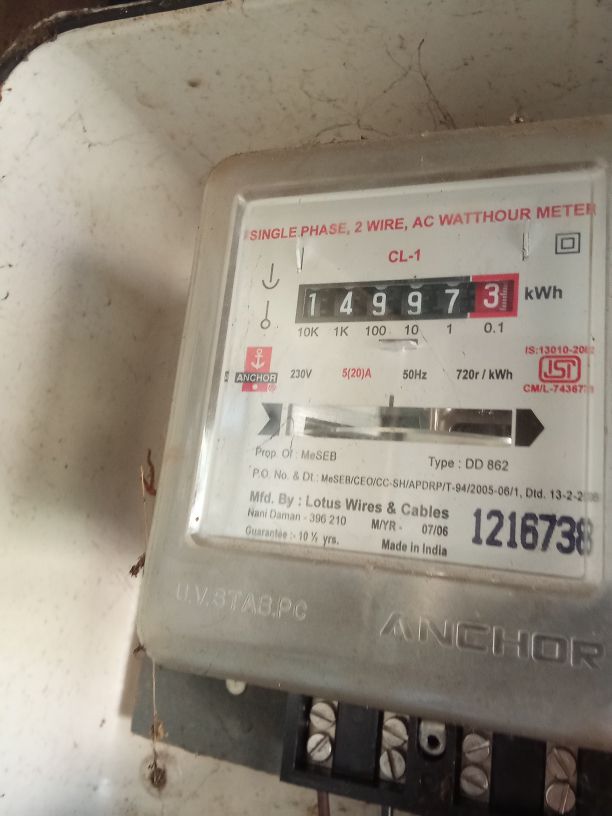 SINGLE PHASE, 2 WIRE, AC WATTHOUR METER
CL-1
1 4 9 9 7 3 kWh
10K 1K 100 10 1 0.1
IS:13010-2002
ANCHOR 230V 5(20)A 50Hz 720r / kWh
CM/L-7436
Prop. Of : MeSEB
Type : DD 862
P.O. No. & Dt.: MeSEB/CEO/CC-SH/APDRP/T-94/2005-06/1, Dtd. 13-2-2006
Mfd. By : Lotus Wires & Cables
Nani Daman - 396 210 M/YR - 07/06
Guarantee :- 10 ½ yrs. Made in India
1216738
U.V.STAB.PC
ANCHOR